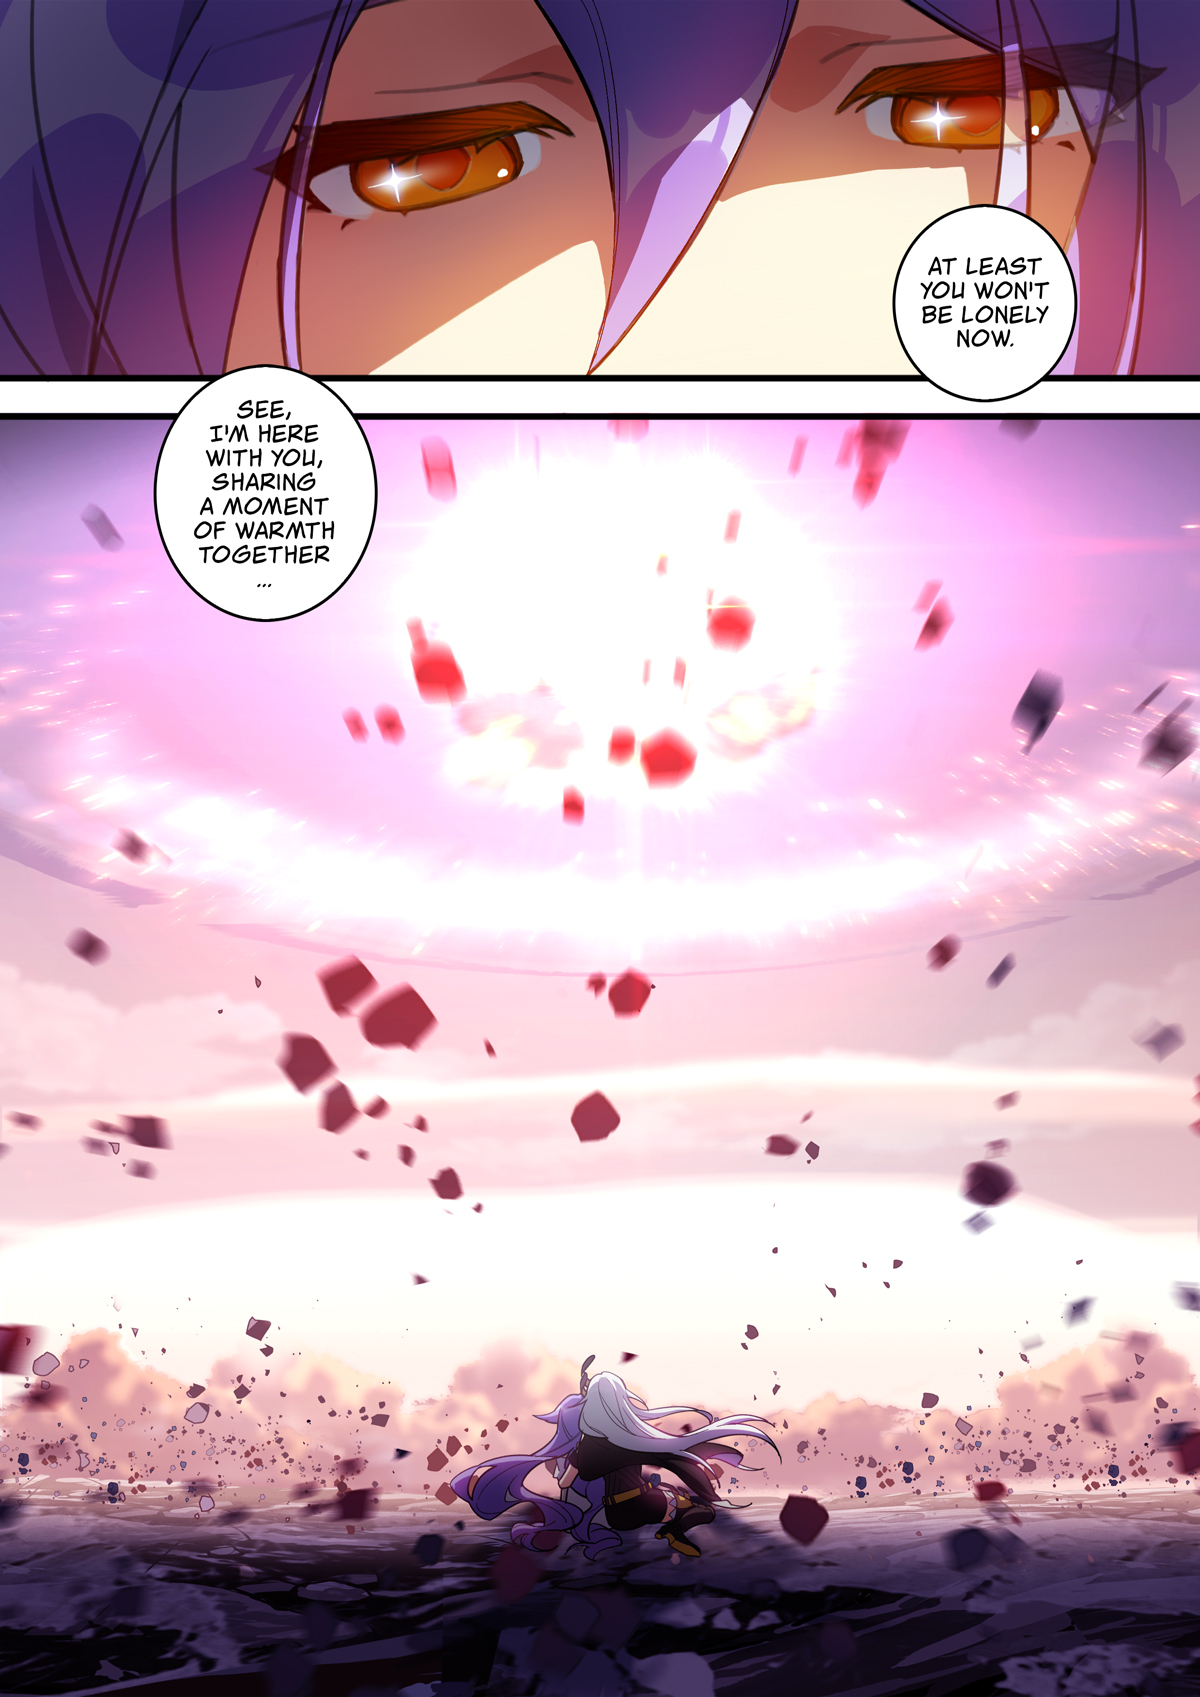 AT LEAST
YOU WON'T
BE LONELY
NOW.
SEE,
I'M HERE
WITH YOU,
SHARING
A MOMENT
OF WARMTH
TOGETHER
...